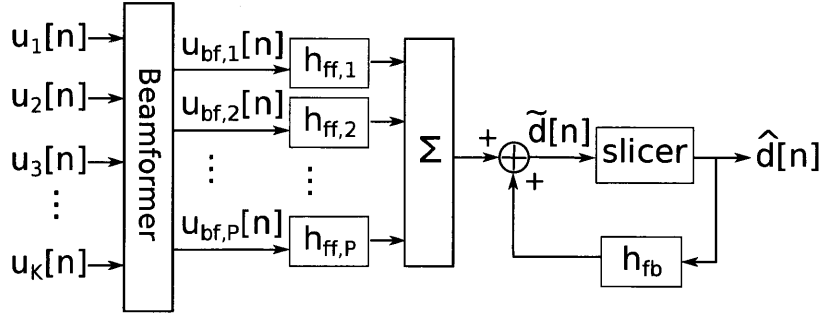 u1[n]
u2[n]
u3[n]
⋮
uK[n]
Beamformer
ubf,1[n]
ubf,2[n]
⋮
ubf,P[n]
hff,1
hff,2
⋮
hff,P
Σ
+
+
d̃[n]
slicer
d̂[n]
hfb